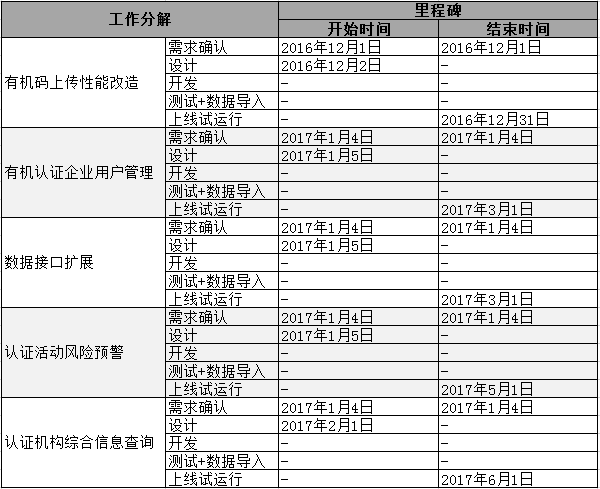 工作分解 里程碑
开始时间 结束时间
有机码上传性能改造 需求确认 2016年12月1日 2016年12月1日
设计 2016年12月2日 -
开发 - -
测试+数据导入 - -
上线试运行 - 2016年12月31日
有机认证企业用户管理 需求确认 2017年1月4日 2017年1月4日
设计 2017年1月5日 -
开发 - -
测试+数据导入 - -
上线试运行 - 2017年3月1日
数据接口扩展 需求确认 2017年1月4日 2017年1月4日
设计 2017年1月5日 -
开发 - -
测试+数据导入 - -
上线试运行 - 2017年3月1日
认证活动风险预警 需求确认 2017年1月4日 2017年1月4日
设计 2017年1月5日 -
开发 - -
测试+数据导入 - -
上线试运行 - 2017年5月1日
认证机构综合信息查询 需求确认 2017年1月4日 2017年1月4日
设计 2017年2月1日 -
开发 - -
测试+数据导入 - -
上线试运行 - 2017年6月1日